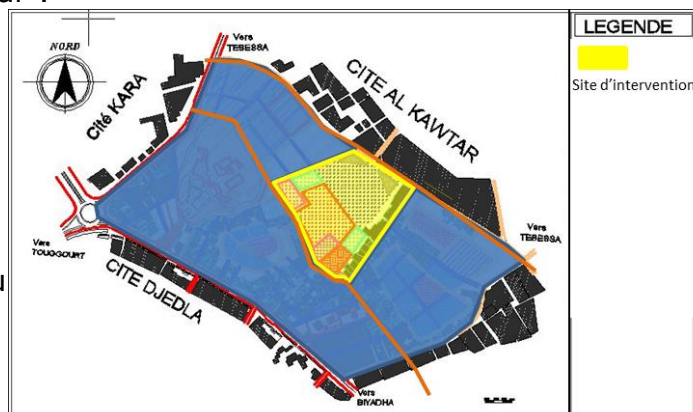 NORD
Vers
TEBESSA
CITE AL KAWTAR
Cité KARA
Vers
TEBESSA
Vers
TOUGGOURT
CITE DJEDLA
Vers
BIYADHA
LEGENDE
Site d'intervention